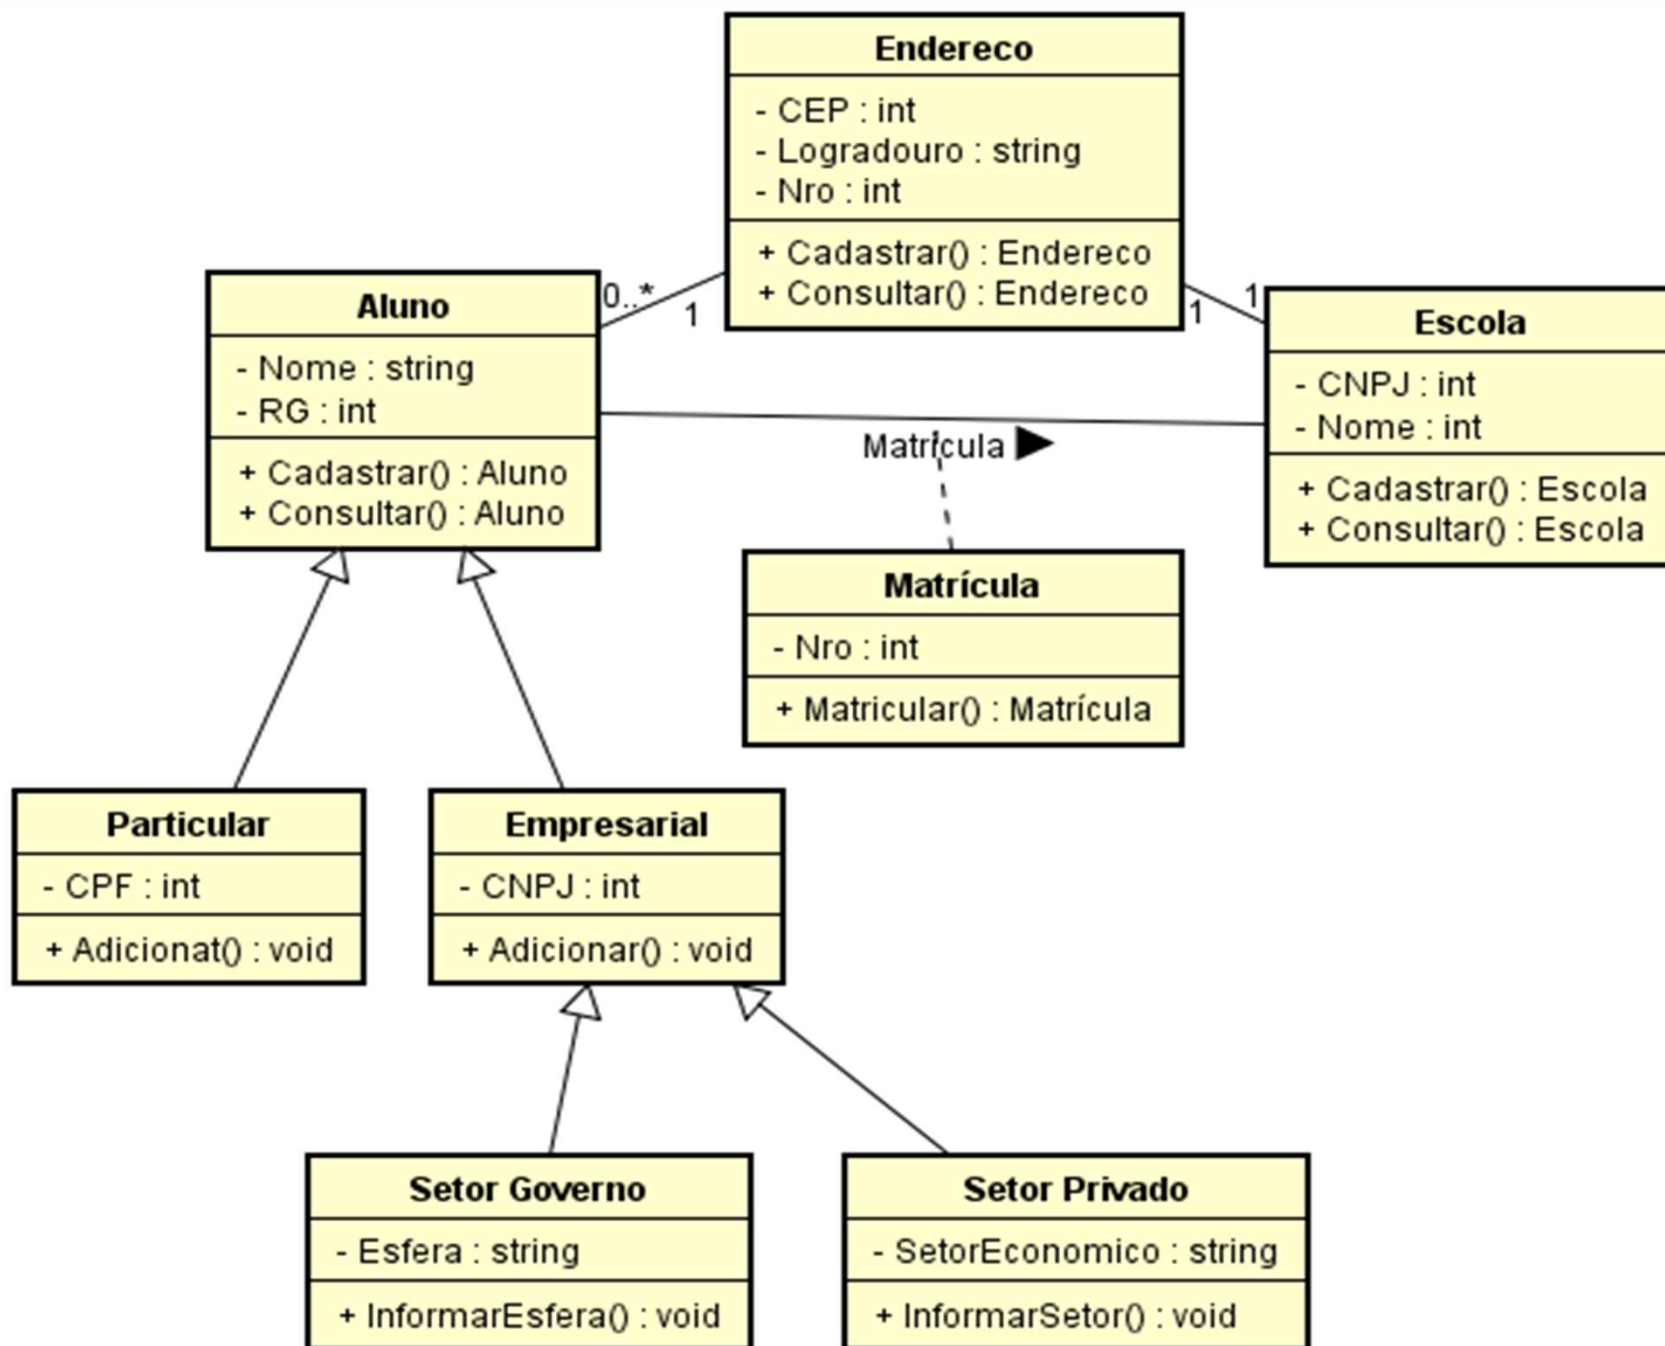 Endereco
- CEP : int
- Logradouro : string
- Nro : int
+ Cadastrar() : Endereco
+ Consultar() : Endereco
Aluno
- Nome : string
- RG : int
+ Cadastrar() : Aluno
+ Consultar() : Aluno
0..*
1
1
1
Escola
- CNPJ : int
- Nome : int
+ Cadastrar() : Escola
+ Consultar() : Escola
Matrícula
Matrícula
- Nro : int
+ Matricular() : Matrícula
Particular
- CPF : int
+ Adicionat() : void
Empresarial
- CNPJ : int
+ Adicionar() : void
Setor Governo
- Esfera : string
+ InformarEsfera() : void
Setor Privado
- SetorEconomico : string
+ InformarSetor() : void